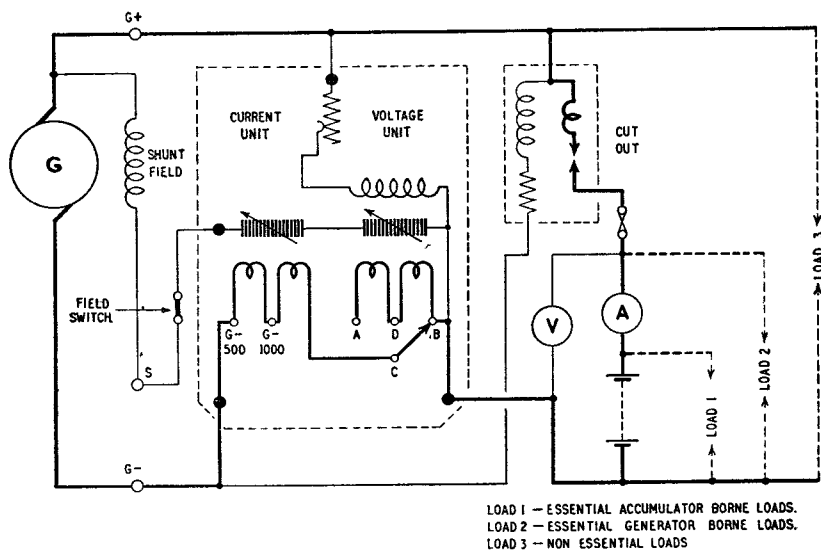 G+
CURRENT
UNIT
VOLTAGE
UNIT
CUT
OUT
G
SHUNT
FIELD
LOAD 3
FIELD
SWITCH
G-
500
G-
1000
A
D
B
C
S
V
A
LOAD 1
LOAD 2
G-
LOAD 1 — ESSENTIAL ACCUMULATOR BORNE LOADS.
LOAD 2 — ESSENTIAL GENERATOR BORNE LOADS.
LOAD 3 — NON ESSENTIAL LOADS